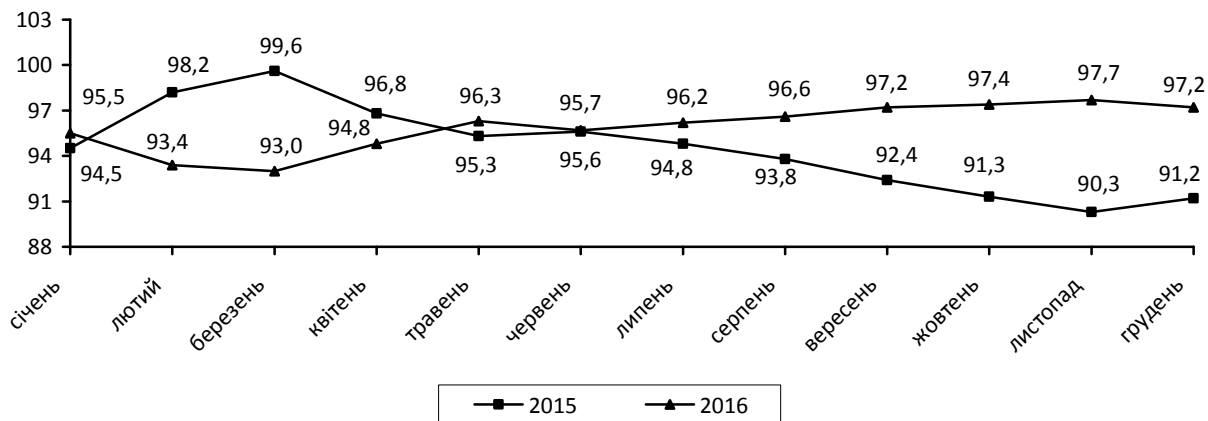 103
100
97
94
91
88
99,6
98,2
96,8
96,3
95,7
96,2
96,6
97,2
97,4
97,7
97,2
95,5
93,4
93,0
94,8
94,5
95,3
95,6
94,8
93,8
92,4
91,3
90,3
91,2
січень
лютий
березень
квітень
травень
червень
липень
серпень
вересень
жовтень
листопад
грудень
2015
2016